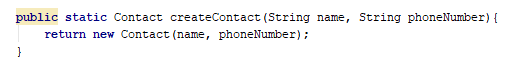 public static Contact createContact(String name, String phoneNumber){
    return new Contact(name, phoneNumber);
}